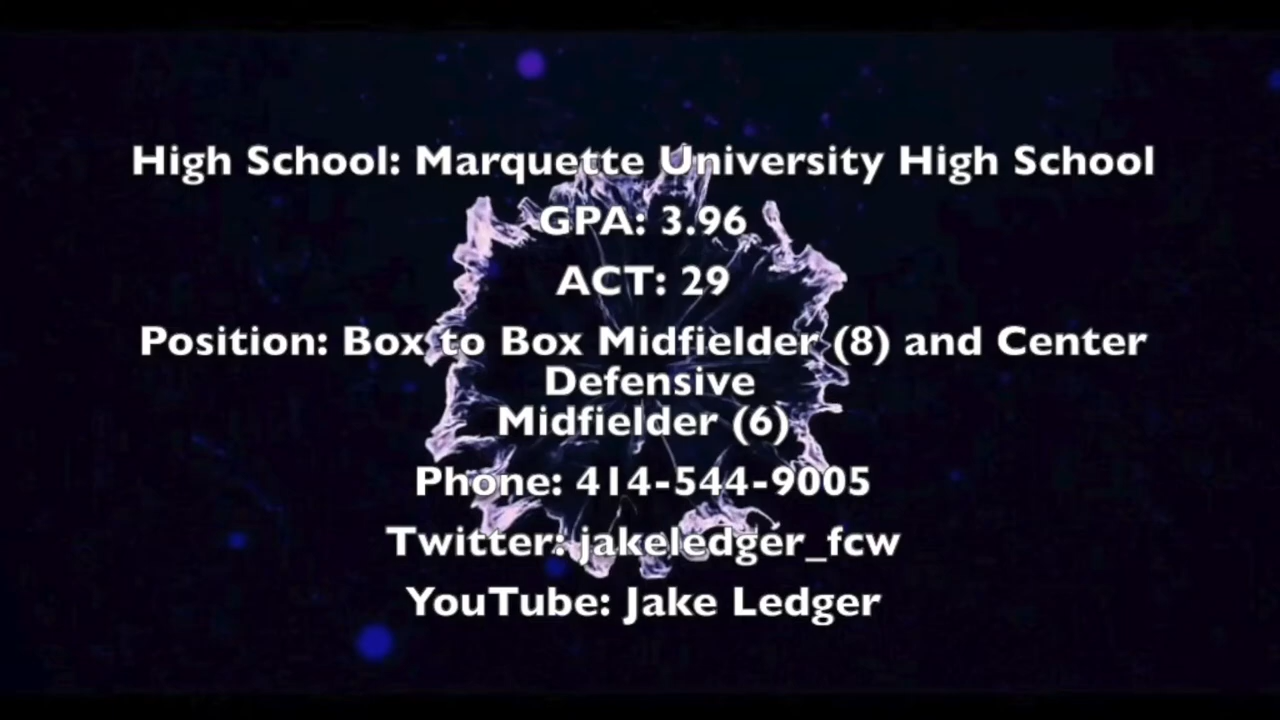 High School: Marquette University High School
GPA: 3.96
ACT: 29
Position: Box to Box Midfielder (8) and Center
Defensive
Midfielder (6)
Phone: 414-544-9005
Twitter: jakeledger_fcw
YouTube: Jake Ledger